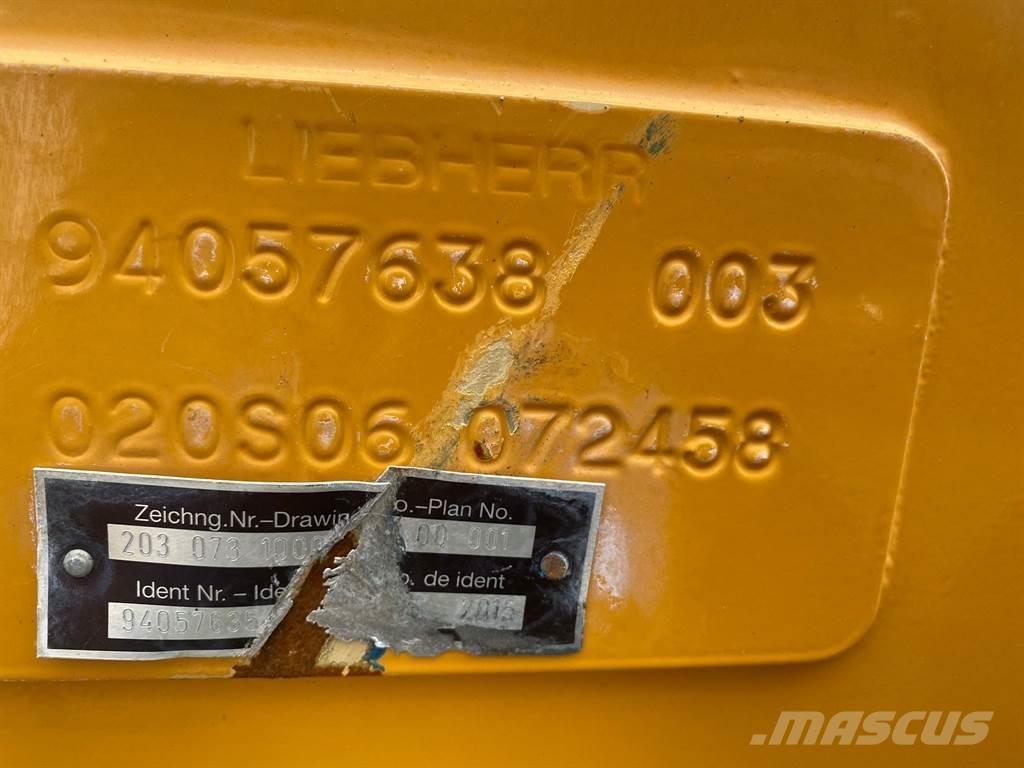 LIEBHERR
94057638 003
020S06 072458
Zeichng.Nr.–Drawin o.–Plan No.
203 073 100 00 001
Ident Nr. – Ide o. de ident
9405763 2015
MASCUS